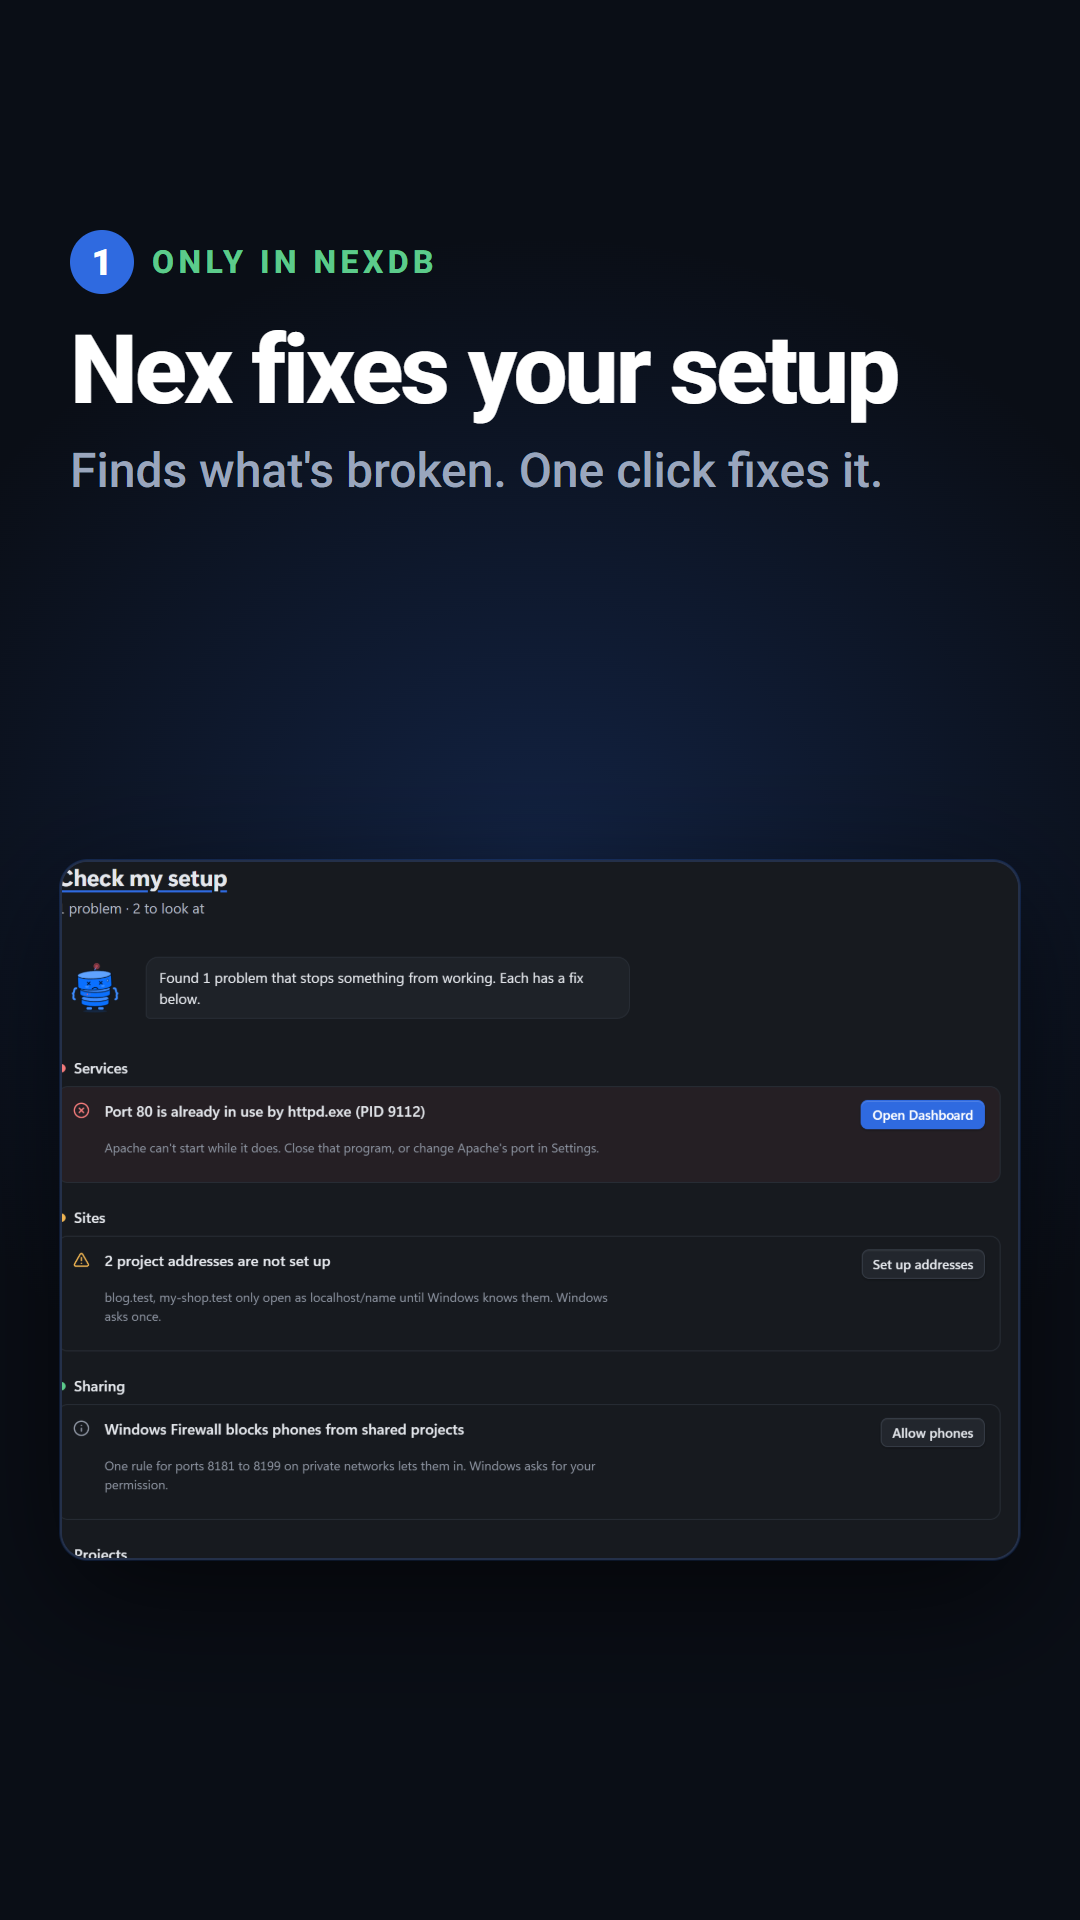 1 ONLY IN NEXDB
Nex fixes your setup
Finds what's broken. One click fixes it.
Check my setup
problem · 2 to look at
Found 1 problem that stops something from working. Each has a fix
below.
Services
Port 80 is already in use by httpd.exe (PID 9112)
Open Dashboard
Apache can't start while it does. Close that program, or change Apache's port in Settings.
Sites
2 project addresses are not set up
Set up addresses
blog.test, my-shop.test only open as localhost/name until Windows knows them. Windows
asks once.
Sharing
Windows Firewall blocks phones from shared projects
Allow phones
One rule for ports 8181 to 8199 on private networks lets them in. Windows asks for your
permission.
Projects